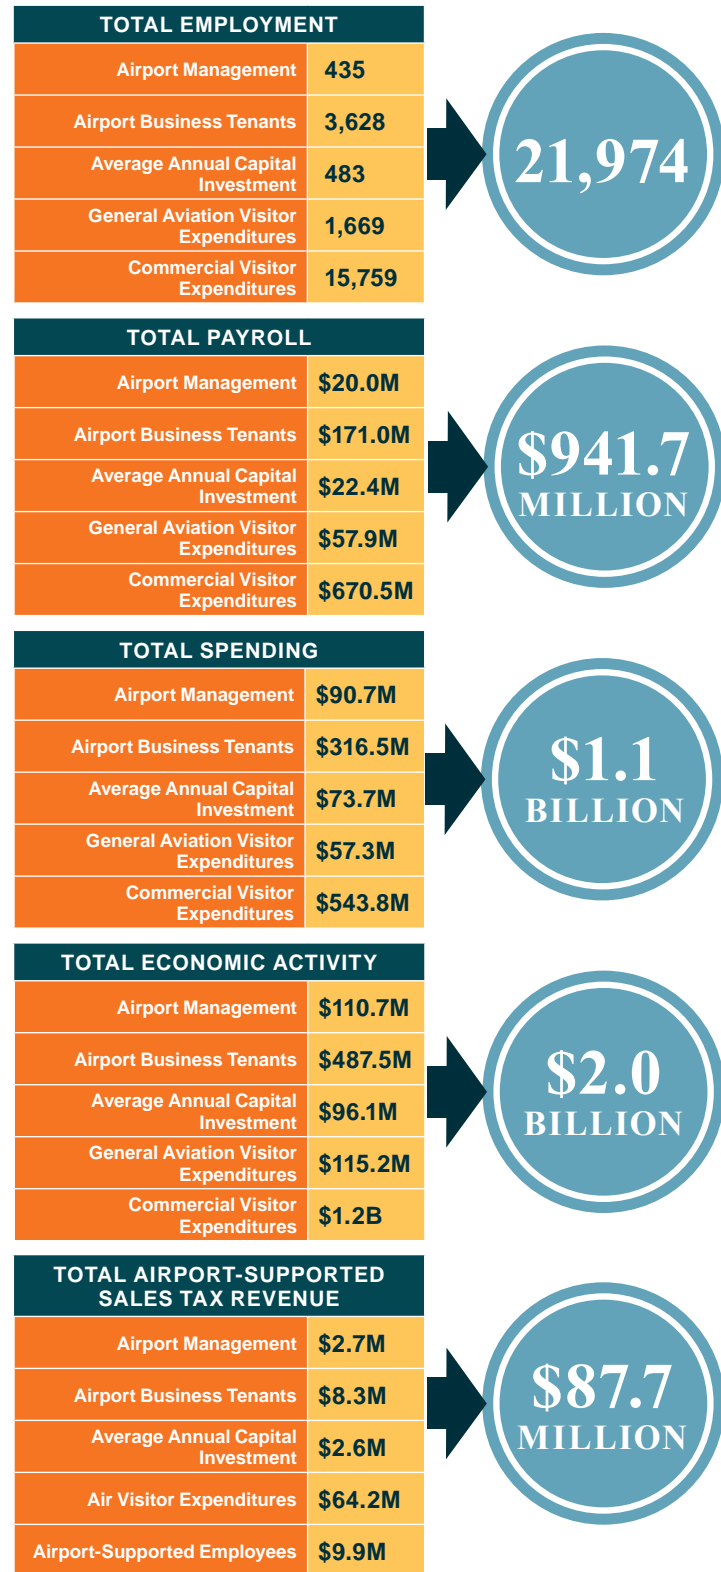 TOTAL EMPLOYMENT
Airport Management 435
Airport Business Tenants 3,628
Average Annual Capital
Investment 483
General Aviation Visitor
Expenditures 1,669
Commercial Visitor
Expenditures 15,759
21,974
TOTAL PAYROLL
Airport Management $20.0M
Airport Business Tenants $171.0M
Average Annual Capital
Investment $22.4M
General Aviation Visitor
Expenditures $57.9M
Commercial Visitor
Expenditures $670.5M
$941.7
MILLION
TOTAL SPENDING
Airport Management $90.7M
Airport Business Tenants $316.5M
Average Annual Capital
Investment $73.7M
General Aviation Visitor
Expenditures $57.3M
Commercial Visitor
Expenditures $543.8M
$1.1
BILLION
TOTAL ECONOMIC ACTIVITY
Airport Management $110.7M
Airport Business Tenants $487.5M
Average Annual Capital
Investment $96.1M
General Aviation Visitor
Expenditures $115.2M
Commercial Visitor
Expenditures $1.2B
$2.0
BILLION
TOTAL AIRPORT-SUPPORTED
SALES TAX REVENUE
Airport Management $2.7M
Airport Business Tenants $8.3M
Average Annual Capital
Investment $2.6M
Air Visitor Expenditures $64.2M
Airport-Supported Employees $9.9M
$87.7
MILLION